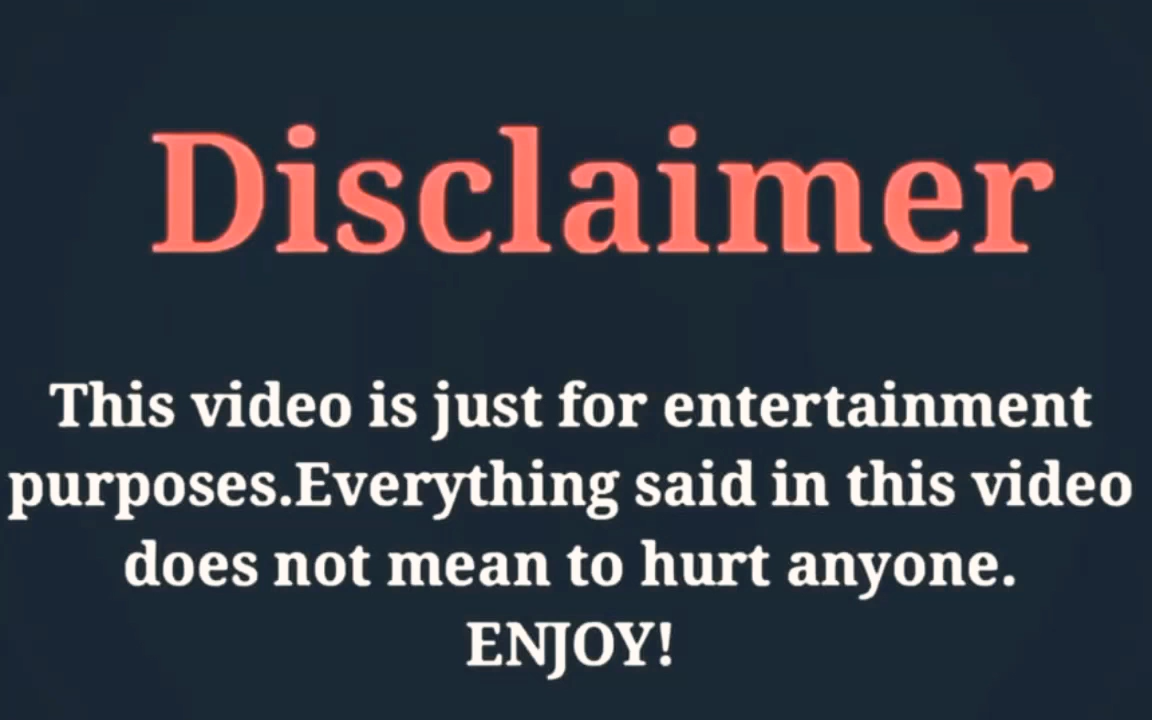 Disclaimer
This video is just for entertainment
purposes.Everything said in this video
does not mean to hurt anyone.
ENJOY!